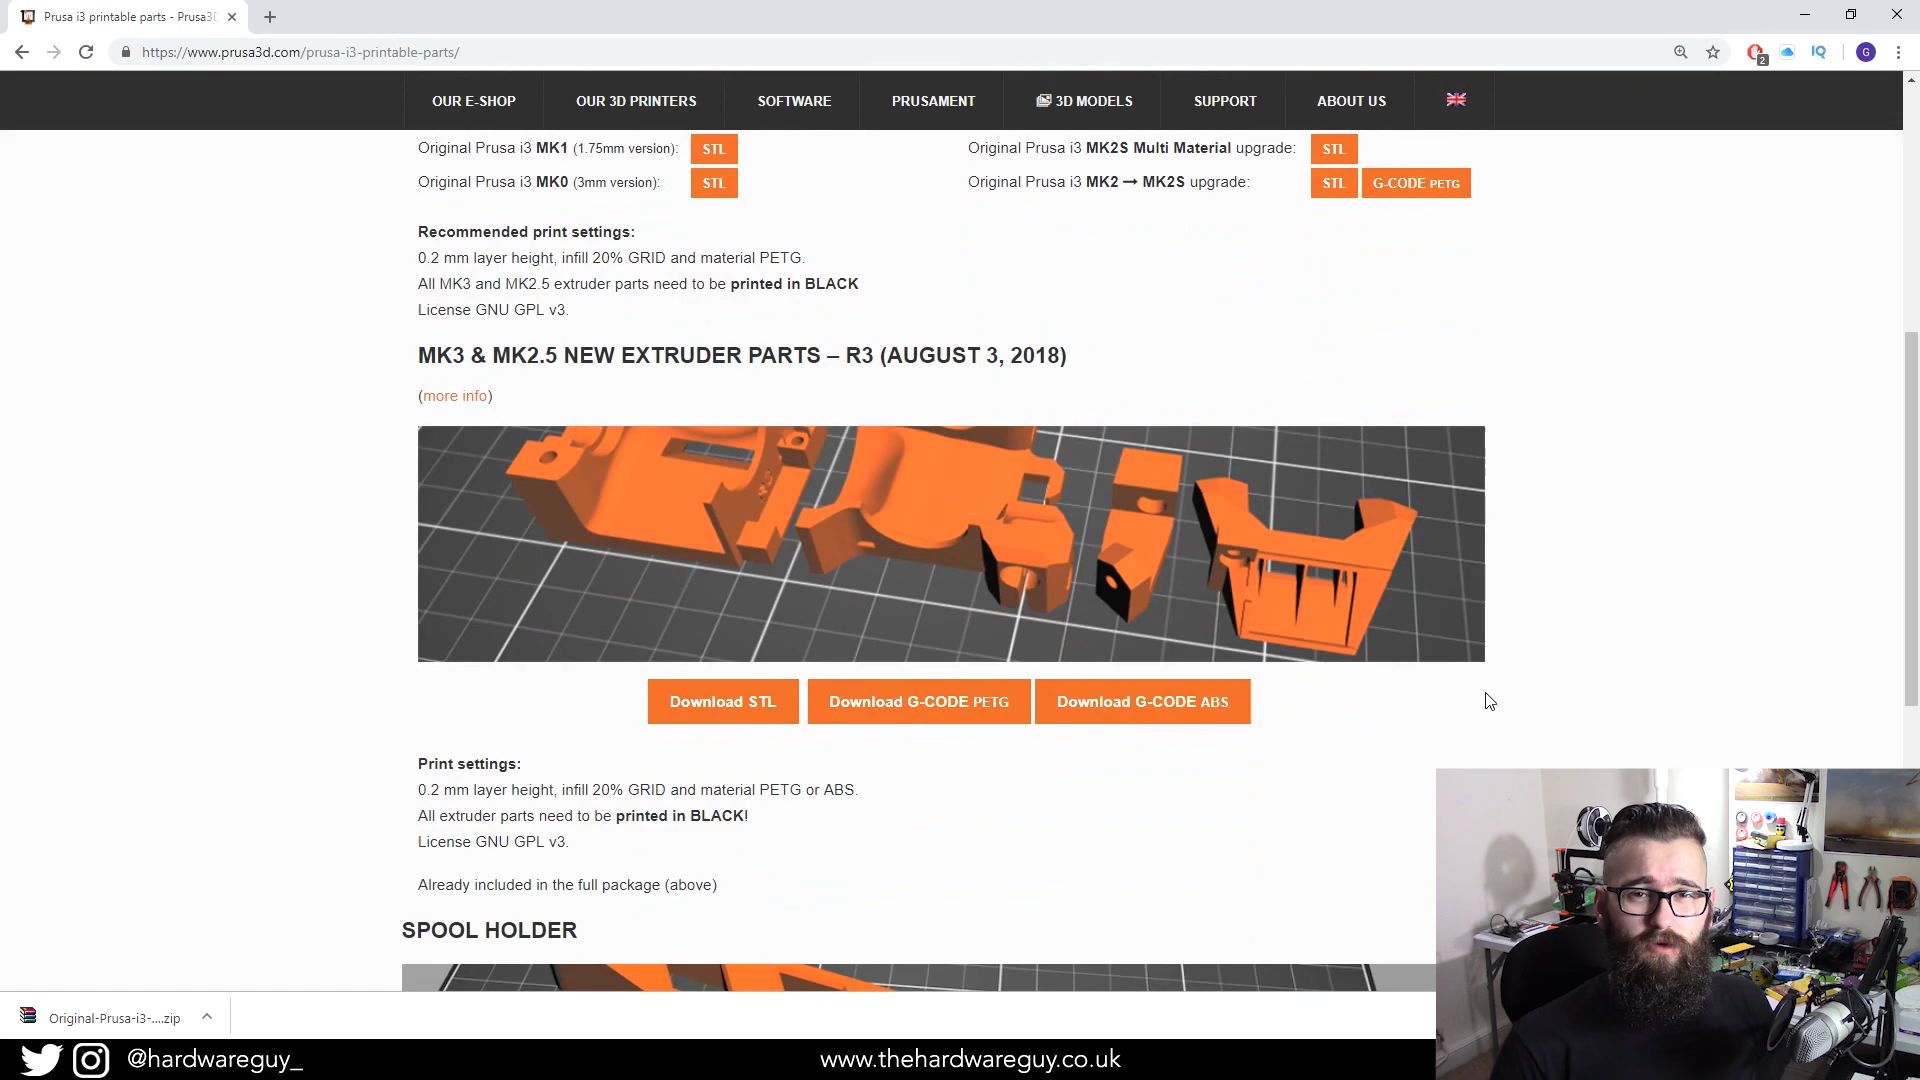 Prusa i3 printable parts - Prusa3D
https://www.prusa3d.com/prusa-i3-printable-parts/
2
G
OUR E-SHOP
OUR 3D PRINTERS
SOFTWARE
PRUSAMENT
3D MODELS
SUPPORT
ABOUT US
Original Prusa i3 MK1 (1.75mm version): STL
Original Prusa i3 MK2S Multi Material upgrade: STL
Original Prusa i3 MK0 (3mm version): STL
Original Prusa i3 MK2 → MK2S upgrade: STL G-CODE PETG
Recommended print settings:
0.2 mm layer height, infill 20% GRID and material PETG.
All MK3 and MK2.5 extruder parts need to be printed in BLACK
License GNU GPL v3.
MK3 & MK2.5 NEW EXTRUDER PARTS – R3 (AUGUST 3, 2018)
(more info)
Download STL
Download G-CODE PETG
Download G-CODE ABS
Print settings:
0.2 mm layer height, infill 20% GRID and material PETG or ABS.
All extruder parts need to be printed in BLACK!
License GNU GPL v3.
Already included in the full package (above)
SPOOL HOLDER
Original-Prusa-i3-....zip
@hardwareguy_
www.thehardwareguy.co.uk